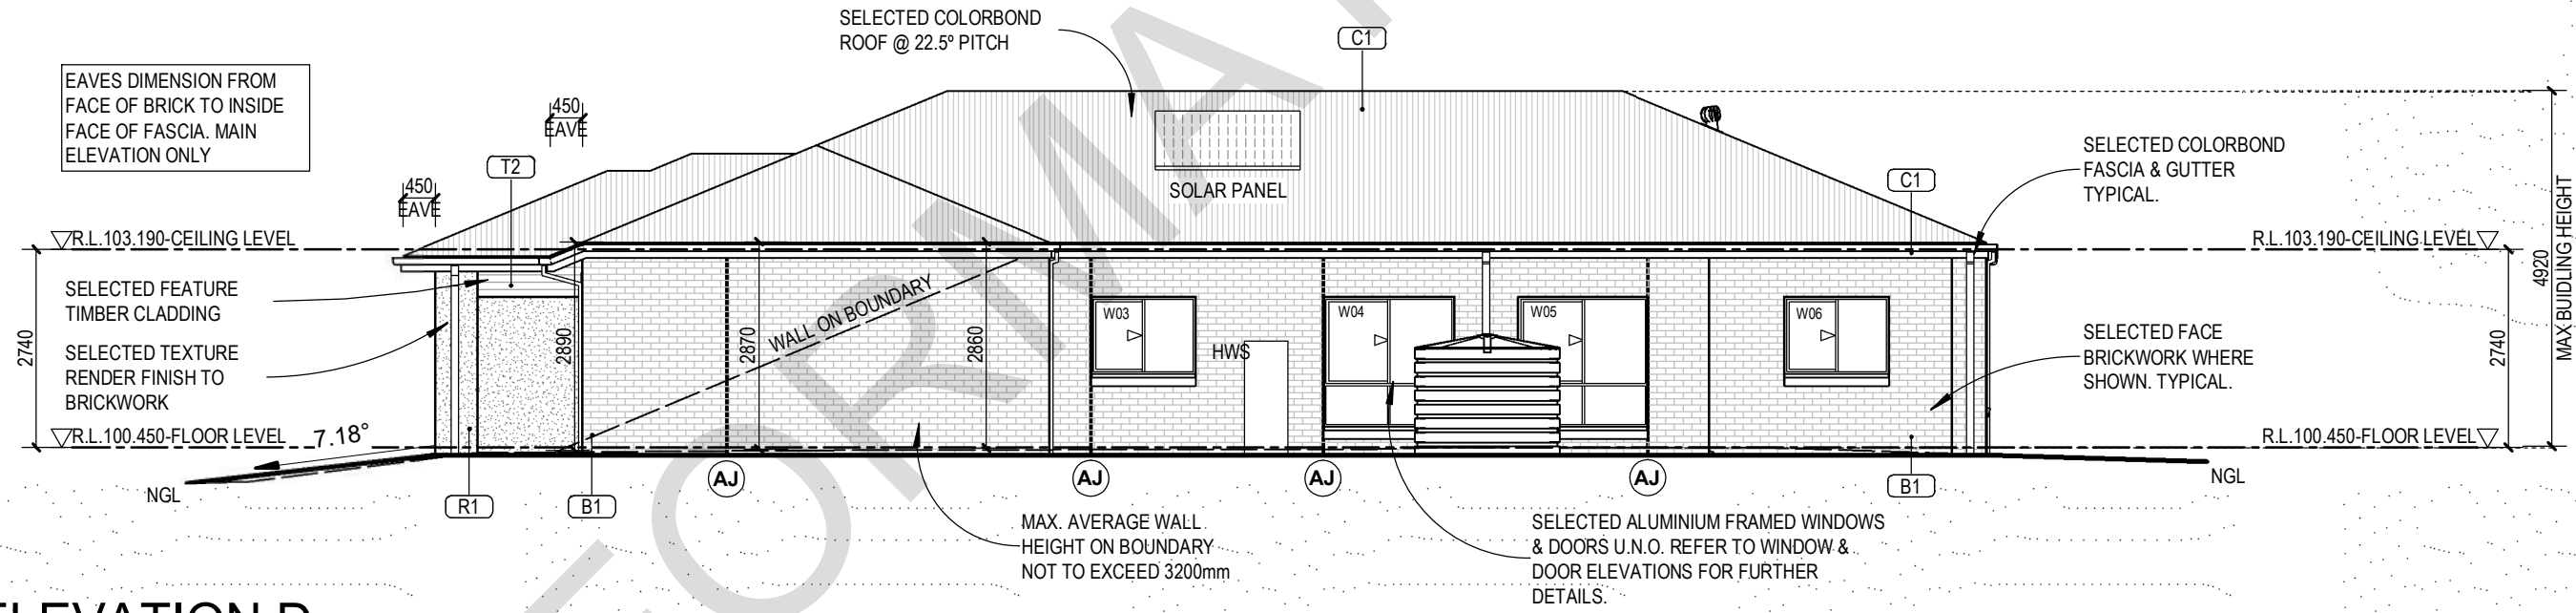 SELECTED COLORBOND
ROOF @ 22.5º PITCH
C1
EAVES DIMENSION FROM
FACE OF BRICK TO INSIDE
FACE OF FASCIA. MAIN
ELEVATION ONLY
450
EAVE
T2
450
EAVE
SOLAR PANEL
C1
SELECTED COLORBOND
FASCIA & GUTTER
TYPICAL.
4920
MAX BUIDLING HEIGHT
R.L.103.190-CEILING LEVEL
R.L.103.190-CEILING LEVEL
SELECTED FEATURE
TIMBER CLADDING
SELECTED TEXTURE
RENDER FINISH TO
BRICKWORK
2740
2890
2870
WALL ON BOUNDARY
2860
W03
HWS
W04
W05
W06
SELECTED FACE
BRICKWORK WHERE
SHOWN. TYPICAL.
2740
R.L.100.450-FLOOR LEVEL
7.18°
R.L.100.450-FLOOR LEVEL
NGL
NGL
R1
B1
AJ
AJ
AJ
AJ
B1
MAX. AVERAGE WALL
HEIGHT ON BOUNDARY
NOT TO EXCEED 3200mm
SELECTED ALUMINIUM FRAMED WINDOWS
& DOORS U.N.O. REFER TO WINDOW &
DOOR ELEVATIONS FOR FURTHER
DETAILS.
ELEVATION D